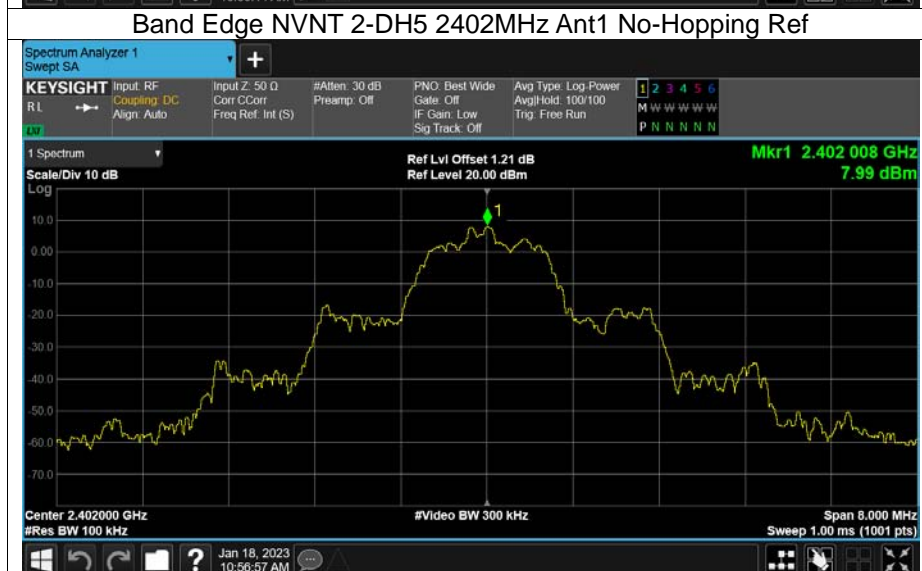 Band Edge NVNT 2-DH5 2402MHz Ant1 No-Hopping Ref
Spectrum Analyzer 1
Swept SA
+
KEYSIGHT
R L
LXI
Input: RF
Coupling: DC
Align: Auto
Input Z: 50 Ω
Corr CCorr
Freq Ref: Int (S)
#Atten: 30 dB
Preamp: Off
PNO: Best Wide
Gate: Off
IF Gain: Low
Sig Track: Off
Avg Type: Log-Power
Avg|Hold: 100/100
Trig: Free Run
1 2 3 4 5 6
M W W W W W
P N N N N N
1 Spectrum
Scale/Div 10 dB
Log
Ref Lvl Offset 1.21 dB
Ref Level 20.00 dBm
Mkr1 2.402 008 GHz
7.99 dBm
1
10.0
0.00
-10.0
-20.0
-30.0
-40.0
-50.0
-60.0
-70.0
Center 2.402000 GHz
#Res BW 100 kHz
#Video BW 300 kHz
Span 8.000 MHz
Sweep 1.00 ms (1001 pts)
?
Jan 18, 2023
10:56:57 AM